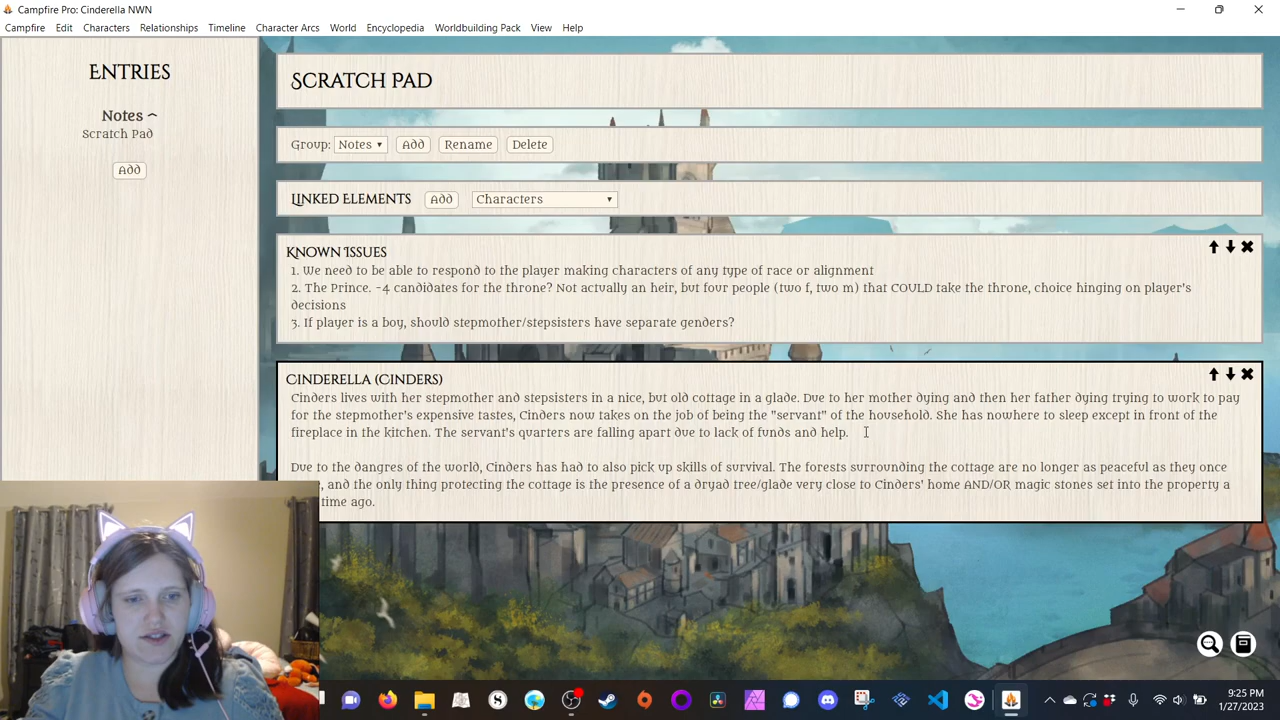 Campfire Pro: Cinderella NWN
Campfire Edit Characters Relationships Timeline Character Arcs World Encyclopedia Worldbuilding Pack View Help
Entries
Notes
Scratch Pad
Add
Scratch Pad
Group: Notes Add Rename Delete
Linked Elements Add Characters
Known Issues
1. We need to be able to respond to the player making characters of any type of race or alignment
2. The Prince. -4 candidates for the throne? Not actually an heir, but four people (two f, two m) that COULD take the throne, choice hinging on player's
decisions
3. If player is a boy, should stepmother/stepsisters have separate genders?
Cinderella (Cinders)
Cinders lives with her stepmother and stepsisters in a nice, but old cottage in a glade. Due to her mother dying and then her father dying trying to work to pay
for the stepmother's expensive tastes, Cinders now takes on the job of being the "servant" of the household. She has nowhere to sleep except in front of the
fireplace in the kitchen. The servant's quarters are falling apart due to lack of funds and help.
Due to the dangres of the world, Cinders has had to also pick up skills of survival. The forests surrounding the cottage are no longer as peaceful as they once
, and the only thing protecting the cottage is the presence of a dryad tree/glade very close to Cinders' home AND/OR magic stones set into the property a
time ago.
9:25 PM
1/27/2023